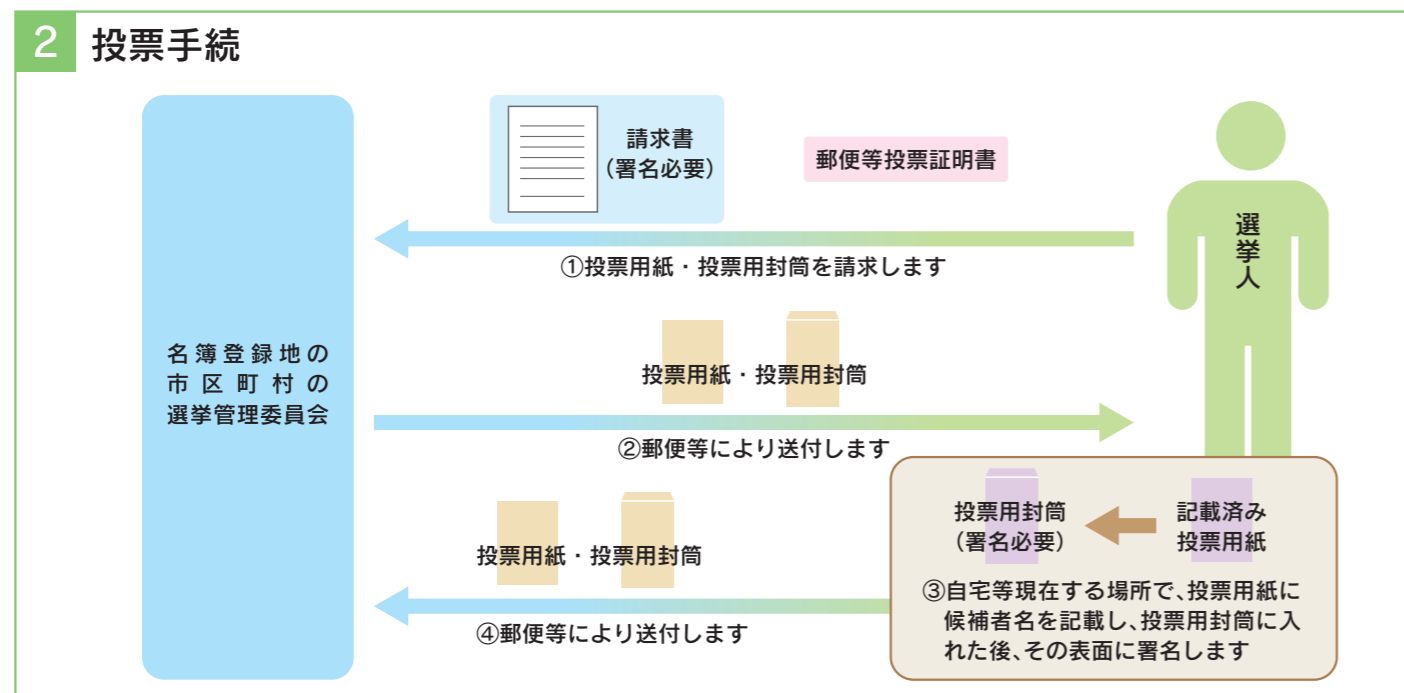 2 投票手続
請求書
（署名必要）
郵便等投票証明書
①投票用紙・投票用封筒を請求します
選挙人
名簿登録地の
市区町村の
選挙管理委員会
投票用紙・投票用封筒
②郵便等により送付します
投票用封筒
（署名必要）
記載済み
投票用紙
③自宅等現在する場所で、投票用紙に
候補者名を記載し、投票用封筒に入
れた後、その表面に署名します
投票用紙・投票用封筒
④郵便等により送付します